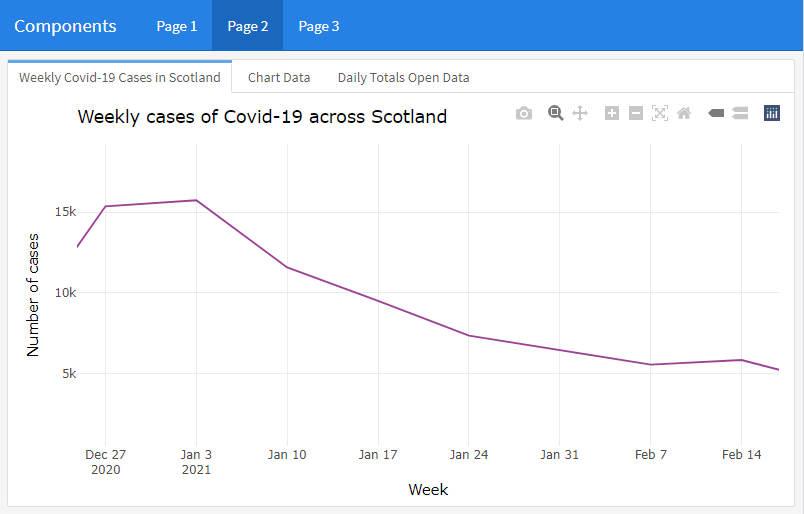 Components Page 1 Page 2 Page 3
Weekly Covid-19 Cases in Scotland Chart Data Daily Totals Open Data
Weekly cases of Covid-19 across Scotland
Number of cases
15k
10k
5k
Dec 27 Jan 3 Jan 10 Jan 17 Jan 24 Jan 31 Feb 7 Feb 14
2020 2021
Week